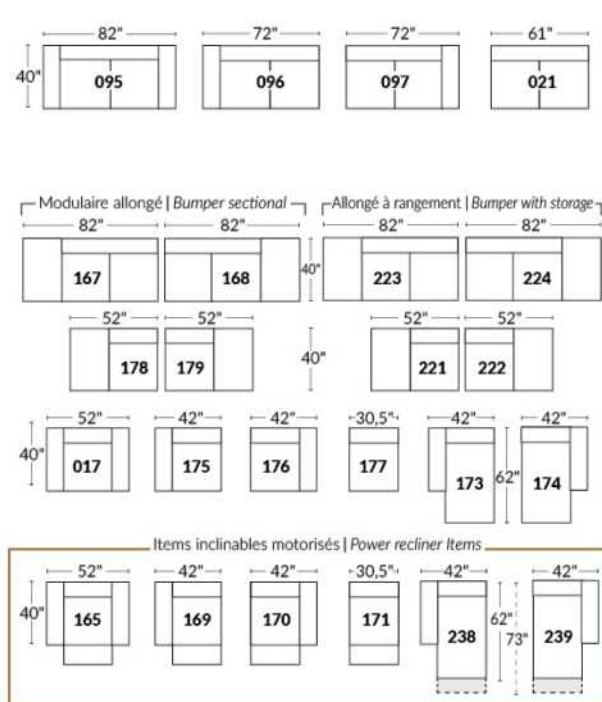 82" 72" 72" 61"
40"
095 096 097 021
Modulaire allongé | Bumper sectional Allongé à rangement | Bumper with storage
82" 82" 82" 82"
167 168 40" 223 224
52" 52" 52" 52"
178 179 40" 221 222
52" 42" 42" 30,5" 42" 42"
40"
017 175 176 177 173 62" 174
Items inclinables motorisés | Power recliner Items
52" 42" 42" 30,5" 42" 42"
40" 165 169 170 171 238 62" 73" 239